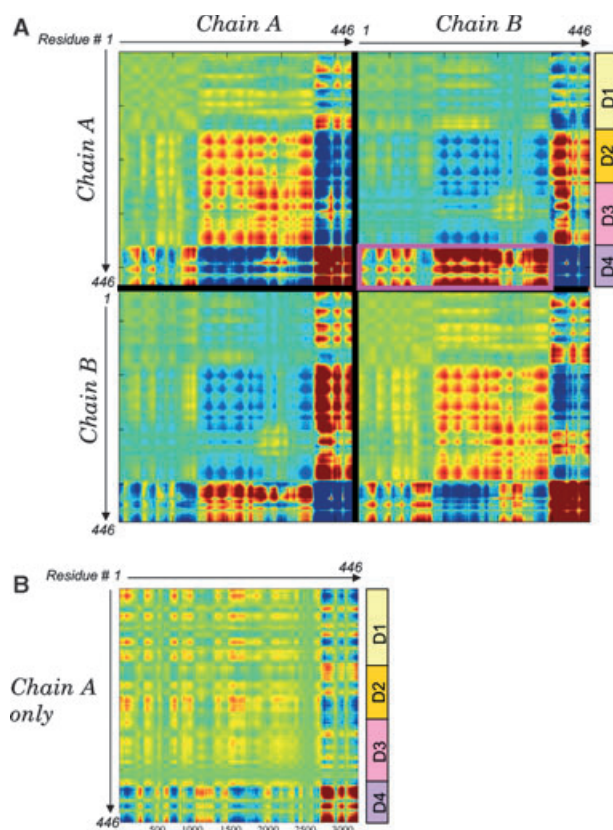 A
Chain A
Chain B
Residue # 1
446
1
446
Chain A
446
1
Chain B
446
D1
D2
D3
D4
B
Residue # 1
446
Chain A
only
446
D1
D2
D3
D4
500 1000 1500 2000 2500 3000